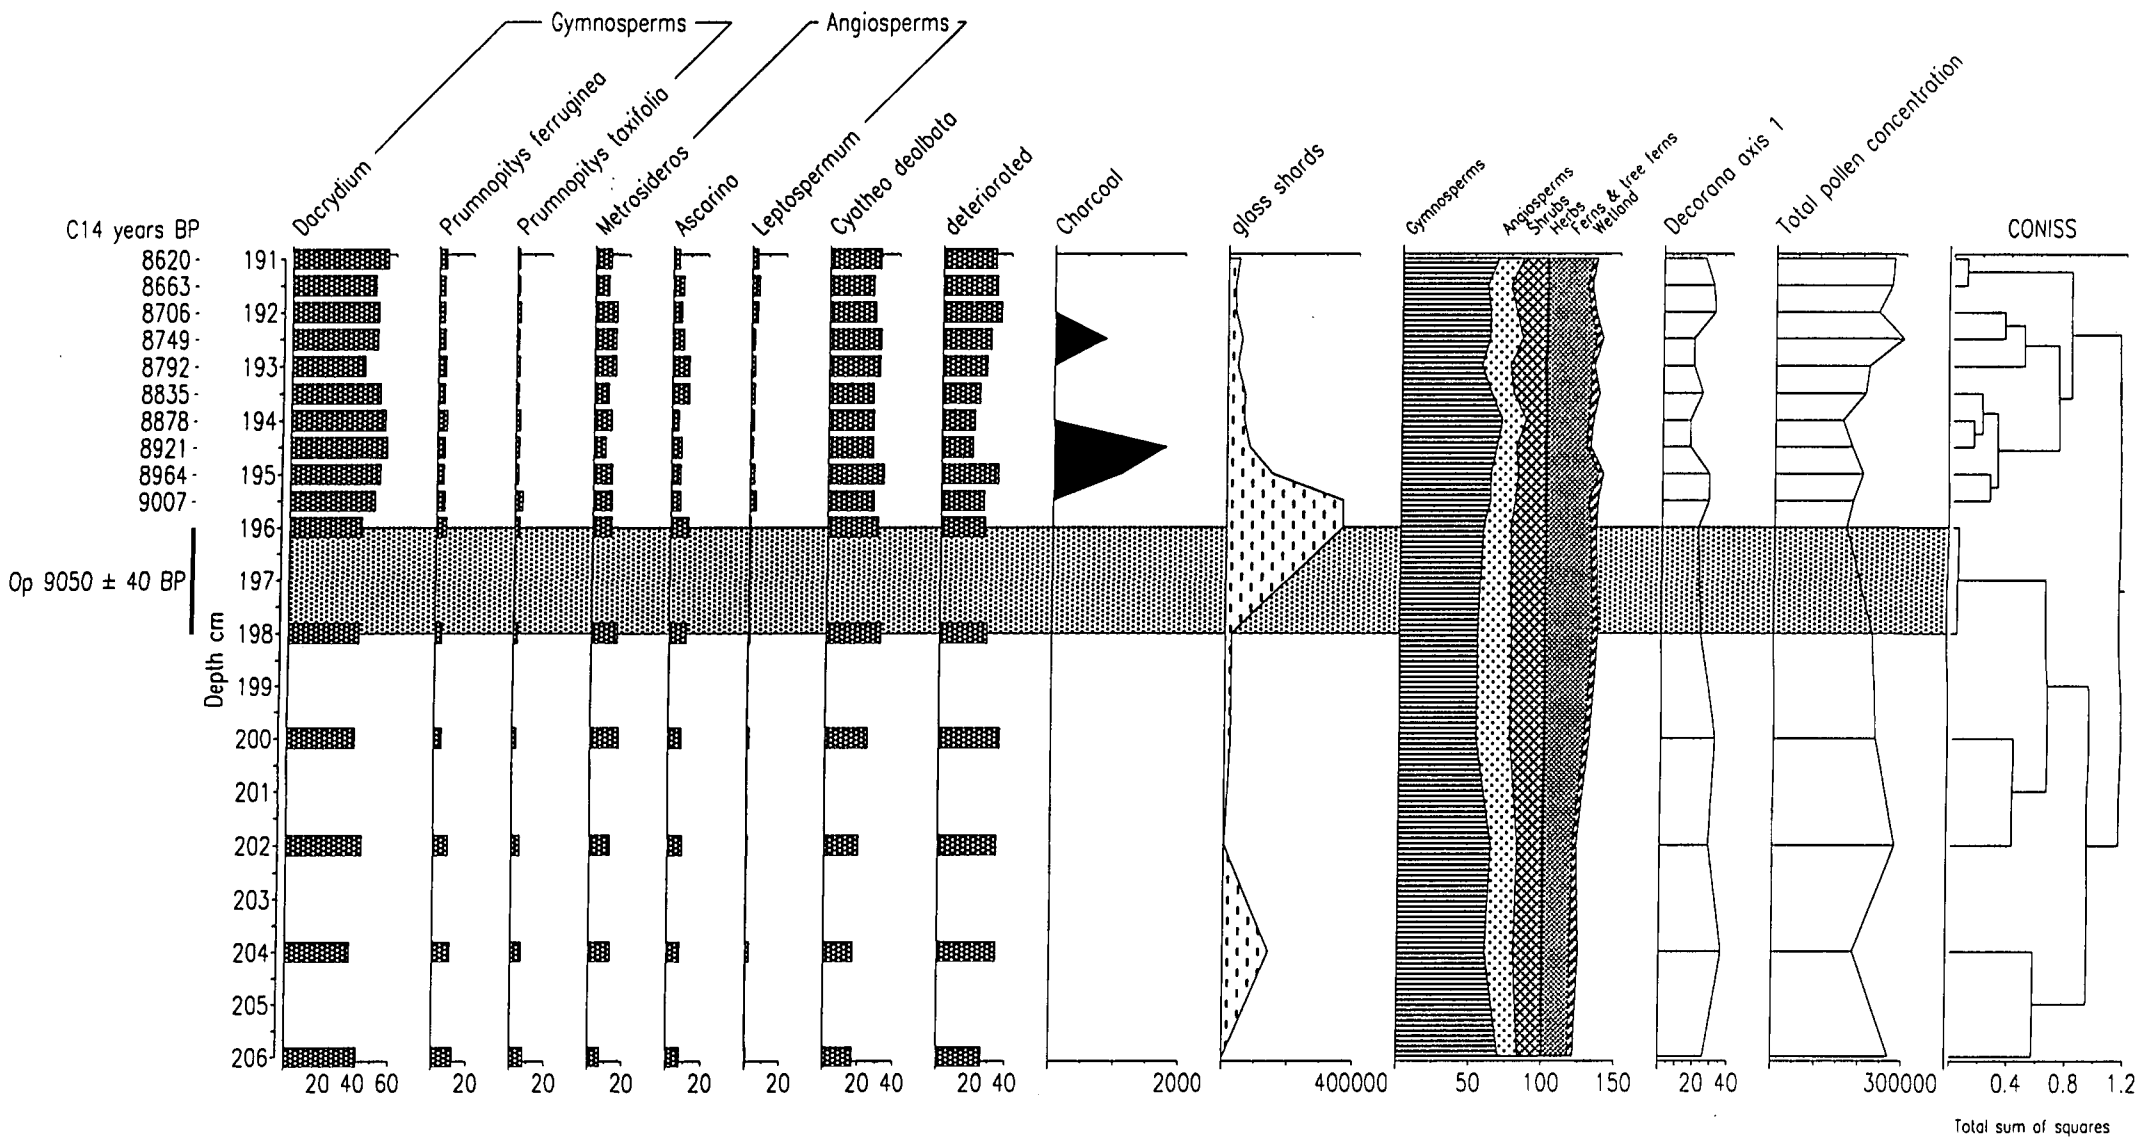 Gymnosperms
Angiosperms
Dacrydium
Prumnopitys ferruginea
Prumnopitys taxifolia
Metrosideros
Ascarina
Leptospermum
Cyathea dealbata
deteriorated
Charcoal
glass shards
Gymnosperms
Angiosperms
Shrubs
Herbs
Ferns & tree ferns
Wetland
Decorana axis 1
Total pollen concentration
CONISS
C14 years BP
8620- 191
8663-
8706- 192
8749-
8792- 193
8835-
8878- 194
8921-
8964- 195
9007-
196
Op 9050 ± 40 BP 197
198
Depth cm
199
200
201
202
203
204
205
206
20 40 60 20 20 20 20 20 20 40 20 40 2000 400000 50 100 150 20 40 300000 0.4 0.8 1.2
Total sum of squares